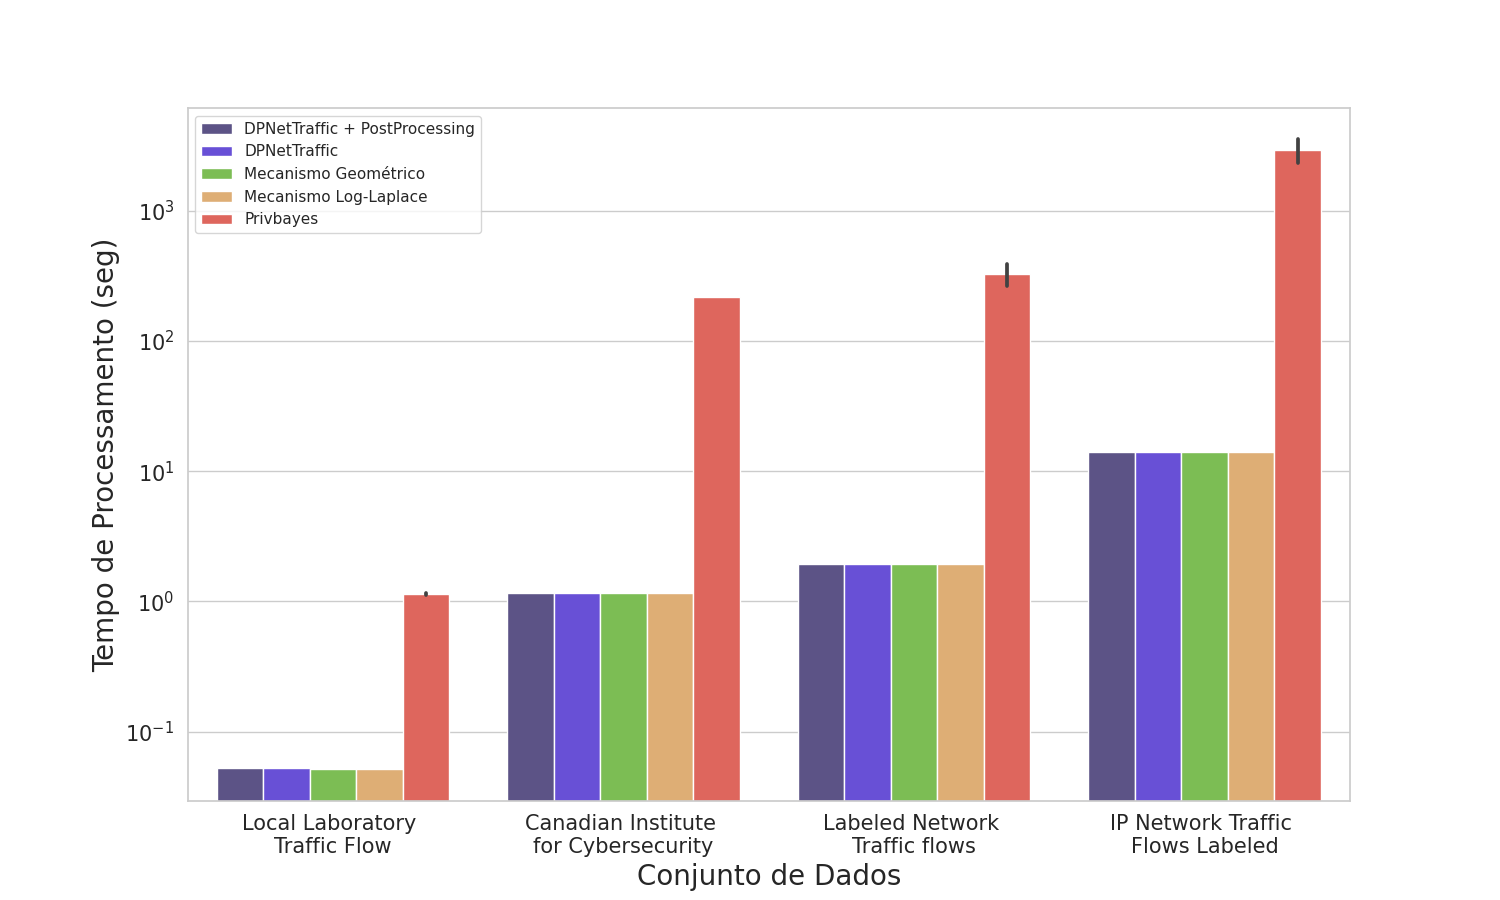 DPNetTraffic + PostProcessing
DPNetTraffic
Mecanismo Geométrico
Mecanismo Log-Laplace
Privbayes
Tempo de Processamento (seg)
10³
10²
10¹
10⁰
10⁻¹
Local Laboratory
Traffic Flow
Canadian Institute
for Cybersecurity
Labeled Network
Traffic flows
IP Network Traffic
Flows Labeled
Conjunto de Dados